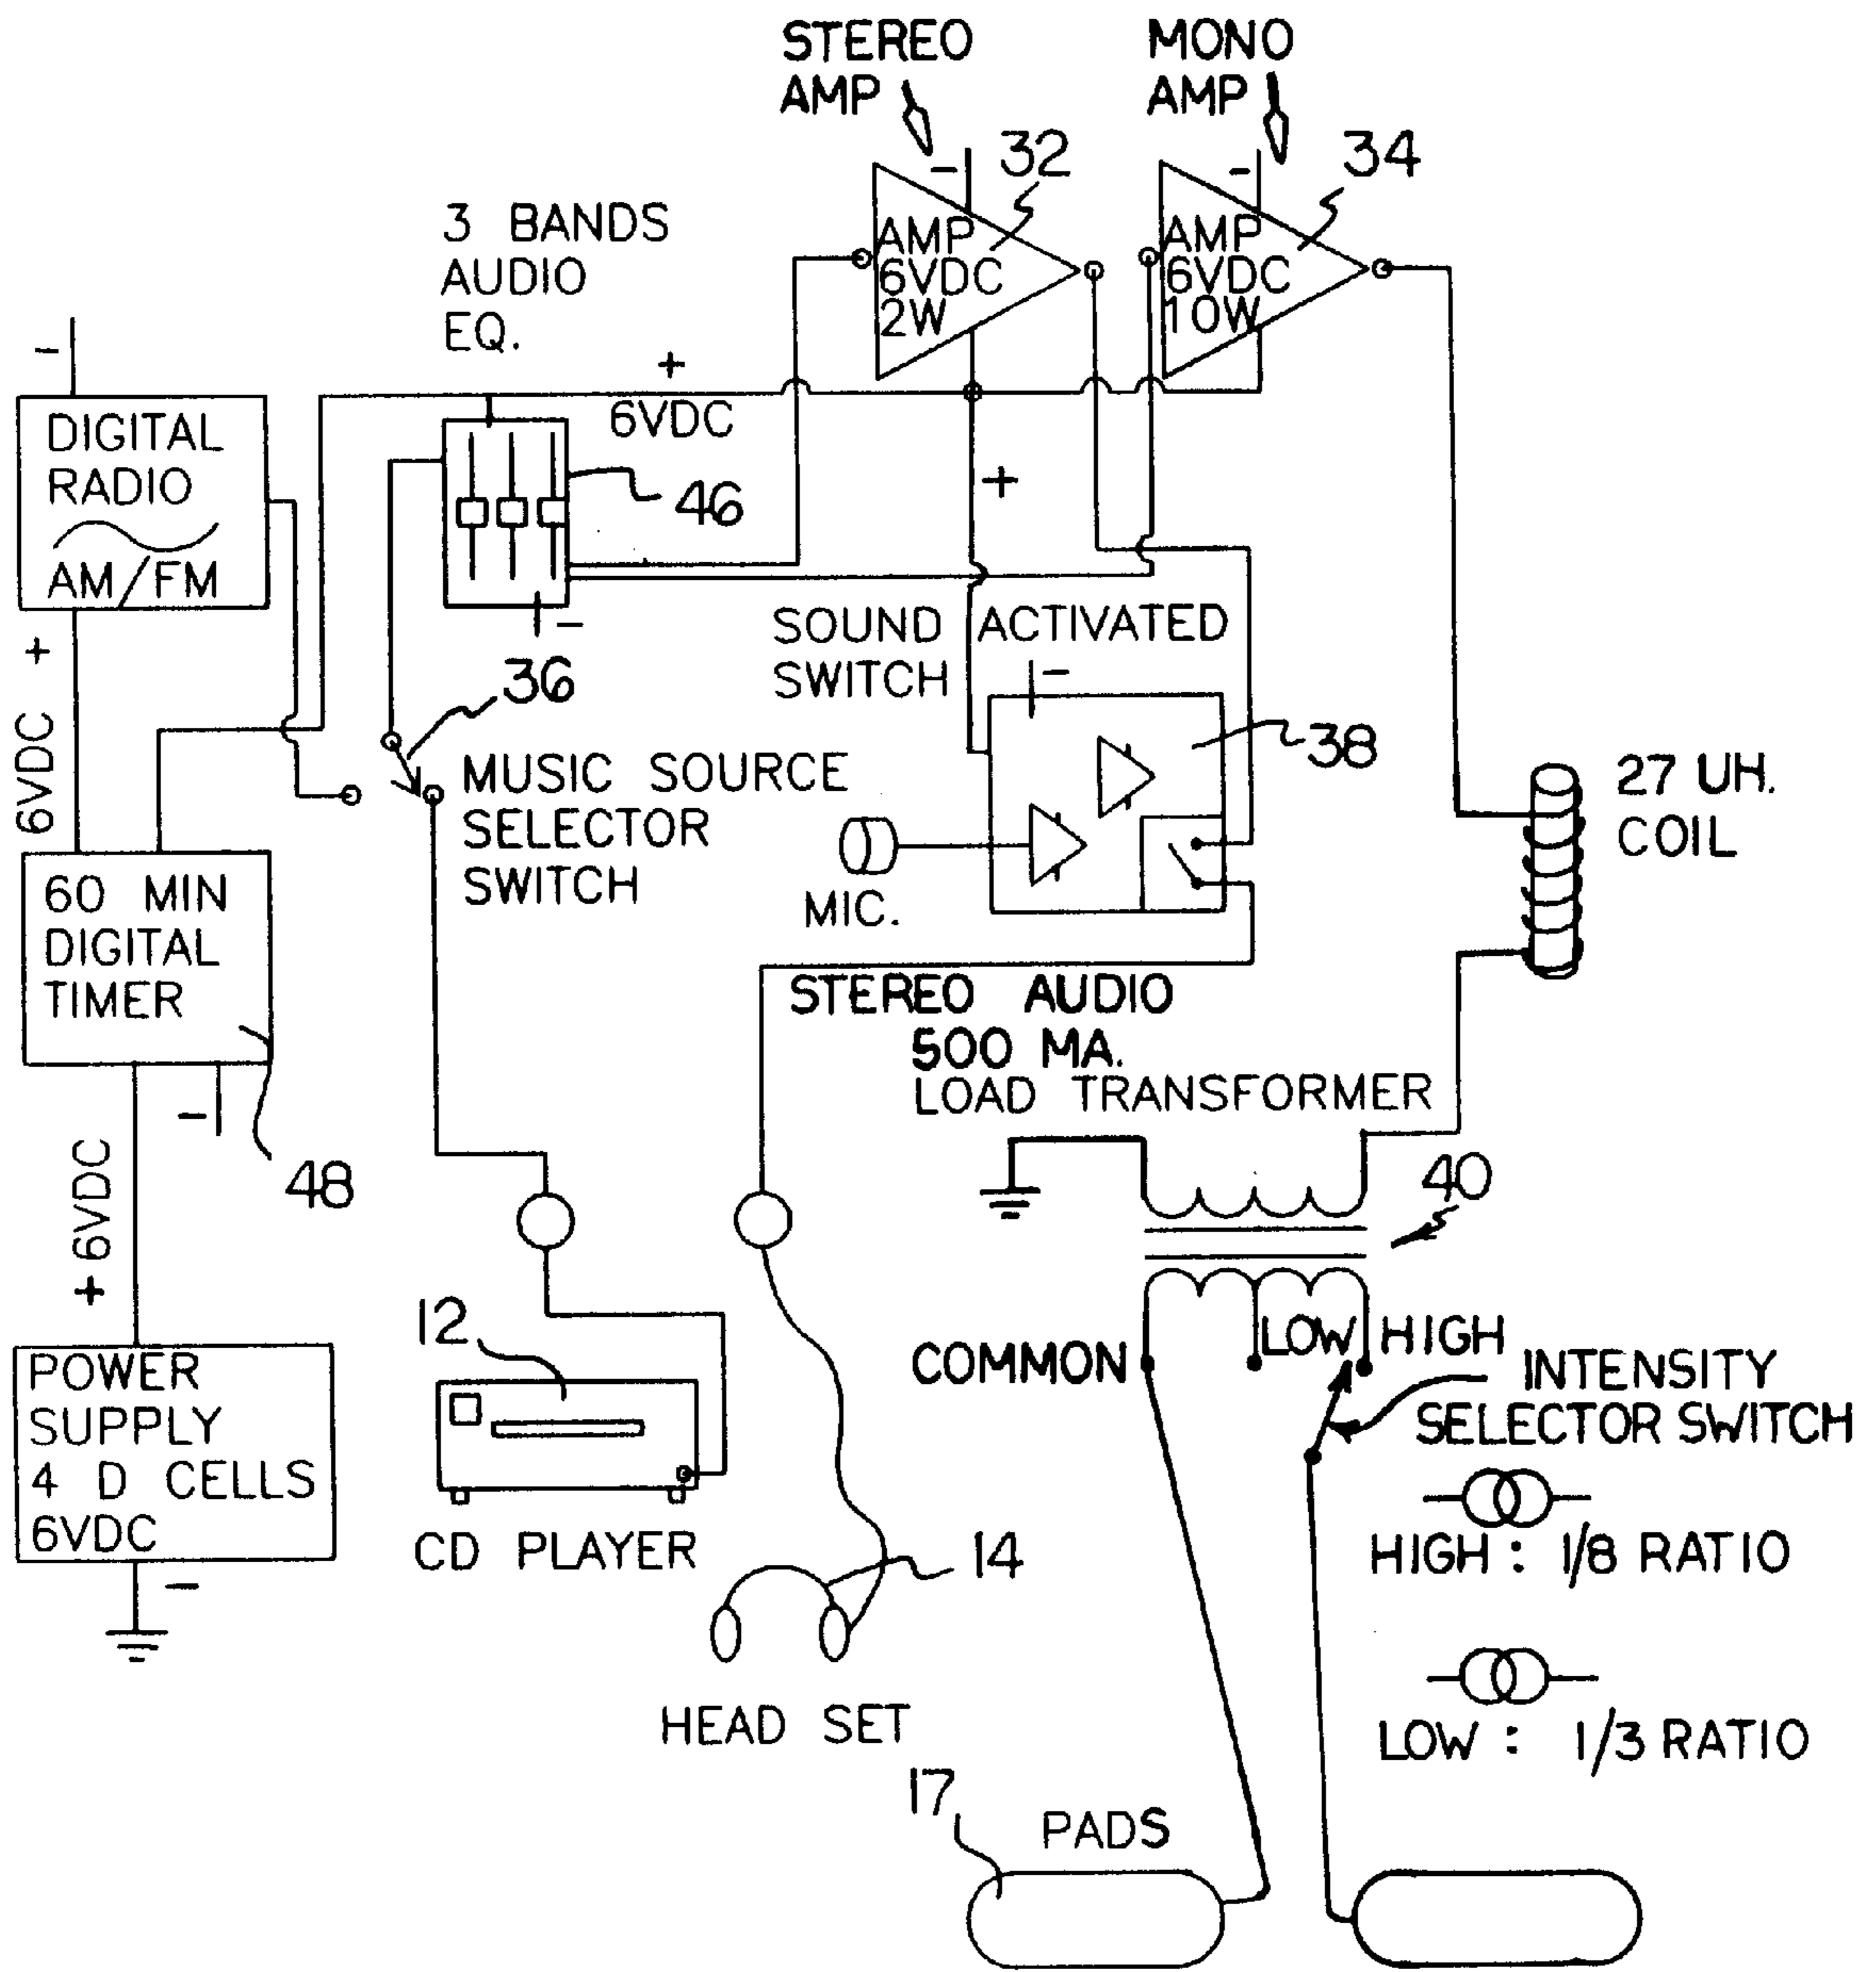 STEREO
AMP
MONO
AMP
32
34
3 BANDS
AUDIO
EQ.
AMP
6VDC
2W
AMP
6VDC
10W
-
-
-
+
6VDC
DIGITAL
RADIO
AM/FM
46
+
-
SOUND ACTIVATED
SWITCH
-
+
6VDC
36
38
MUSIC SOURCE
SELECTOR
SWITCH
27 UH.
COIL
MIC.
60 MIN
DIGITAL
TIMER
STEREO AUDIO
500 MA.
LOAD TRANSFORMER
-
48
40
+ 6VDC
12
LOW HIGH
COMMON
INTENSITY
SELECTOR SWITCH
POWER
SUPPLY
4 D CELLS
6VDC
-
CD PLAYER
14
HIGH : 1/8 RATIO
HEAD SET
LOW : 1/3 RATIO
17
PADS